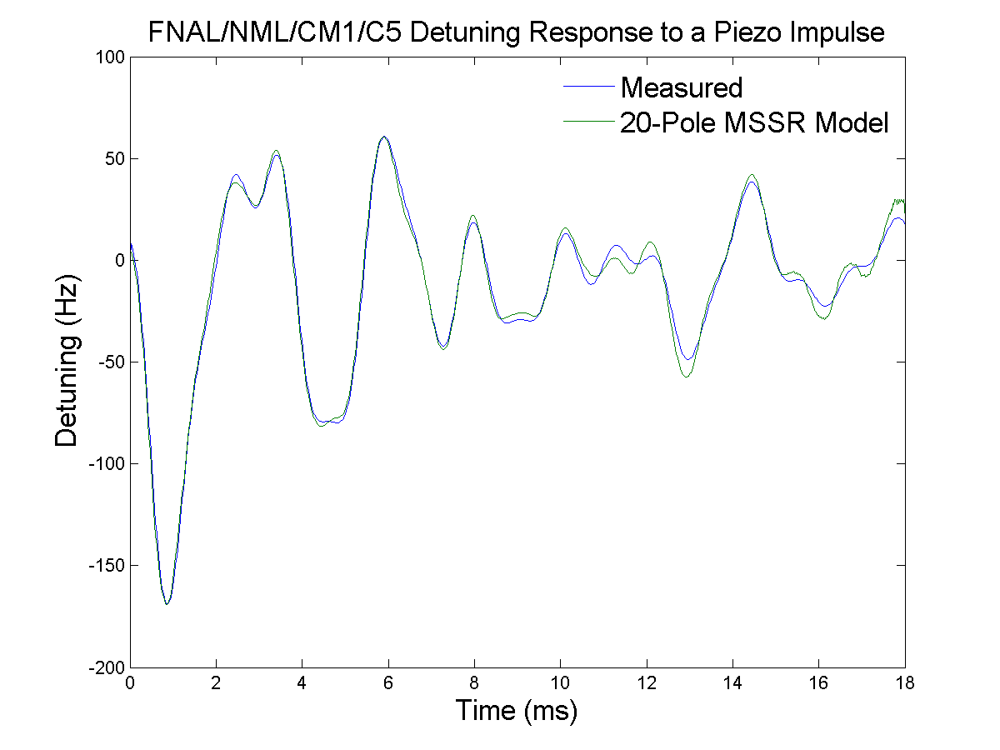 FNAL/NML/CM1/C5 Detuning Response to a Piezo Impulse
100
Measured
20-Pole MSSR Model
50
0
-50
-100
-150
-200
Detuning (Hz)
0 2 4 6 8 10 12 14 16 18
Time (ms)